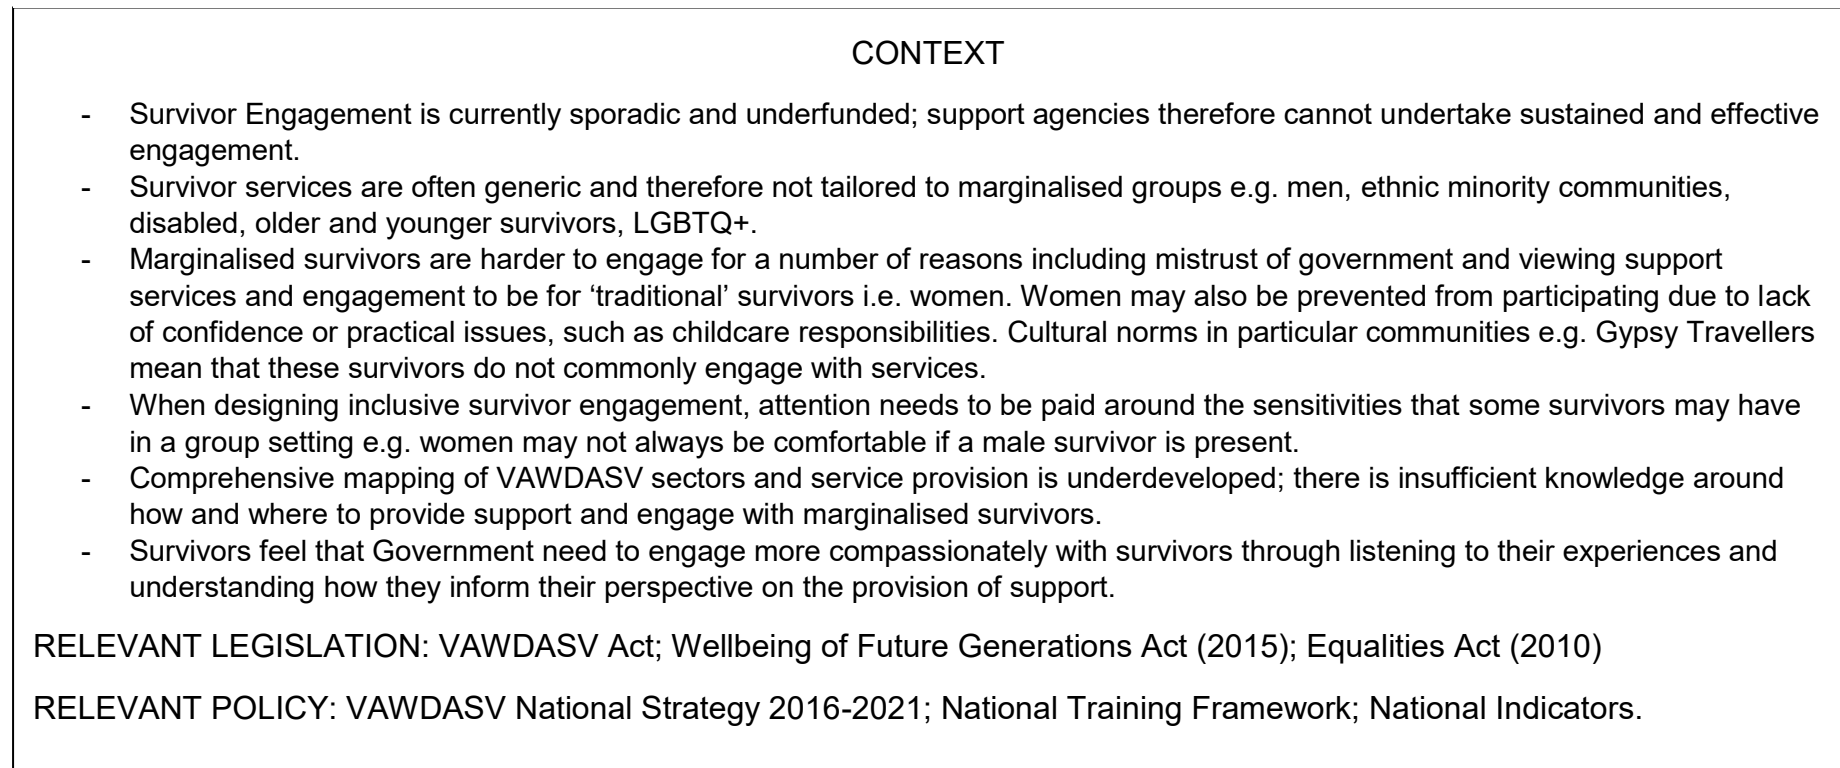 CONTEXT
- Survivor Engagement is currently sporadic and underfunded; support agencies therefore cannot undertake sustained and effective
engagement.
- Survivor services are often generic and therefore not tailored to marginalised groups e.g. men, ethnic minority communities,
disabled, older and younger survivors, LGBTQ+.
- Marginalised survivors are harder to engage for a number of reasons including mistrust of government and viewing support
services and engagement to be for ‘traditional’ survivors i.e. women. Women may also be prevented from participating due to lack
of confidence or practical issues, such as childcare responsibilities. Cultural norms in particular communities e.g. Gypsy Travellers
mean that these survivors do not commonly engage with services.
- When designing inclusive survivor engagement, attention needs to be paid around the sensitivities that some survivors may have
in a group setting e.g. women may not always be comfortable if a male survivor is present.
- Comprehensive mapping of VAWDASV sectors and service provision is underdeveloped; there is insufficient knowledge around
how and where to provide support and engage with marginalised survivors.
- Survivors feel that Government need to engage more compassionately with survivors through listening to their experiences and
understanding how they inform their perspective on the provision of support.
RELEVANT LEGISLATION: VAWDASV Act; Wellbeing of Future Generations Act (2015); Equalities Act (2010)
RELEVANT POLICY: VAWDASV National Strategy 2016-2021; National Training Framework; National Indicators.